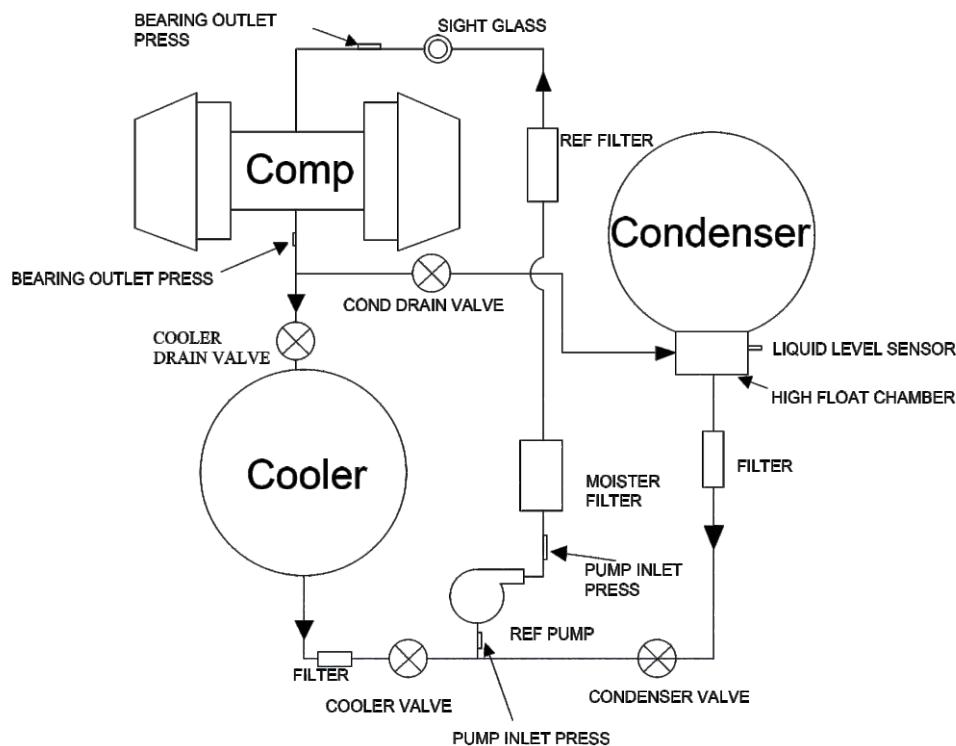 BEARING OUTLET
PRESS
SIGHT GLASS
REF FILTER
Comp
Condenser
BEARING OUTLET PRESS
COND DRAIN VALVE
COOLER
DRAIN VALVE
LIQUID LEVEL SENSOR
HIGH FLOAT CHAMBER
Cooler
FILTER
MOISTER
FILTER
PUMP INLET
PRESS
REF PUMP
FILTER
COOLER VALVE
CONDENSER VALVE
PUMP INLET PRESS